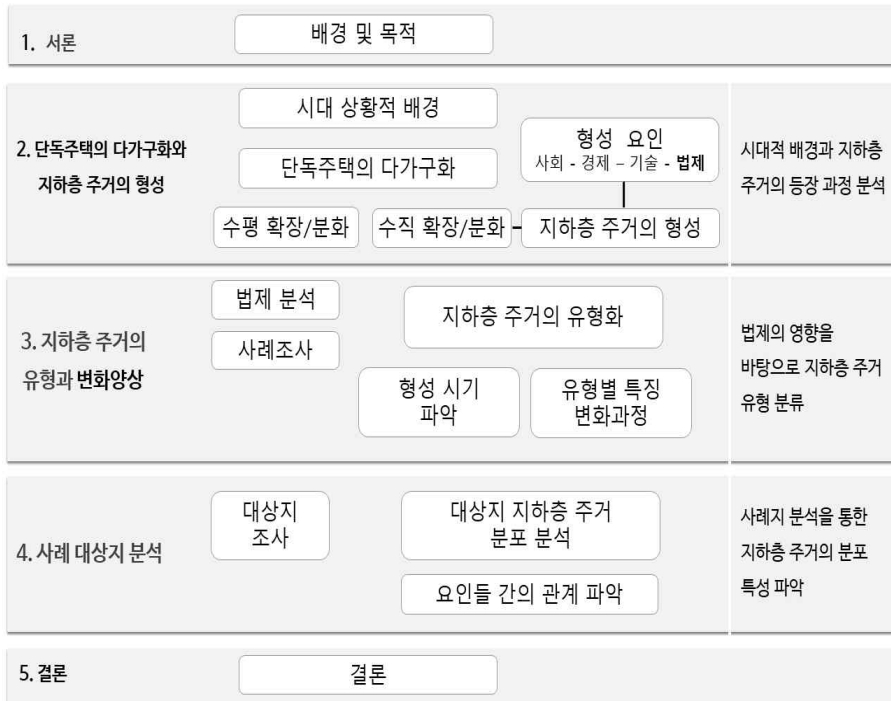 1. 서론
배경 및 목적
2. 단독주택의 다가구화와
지하층 주거의 형성
시대 상황적 배경
단독주택의 다가구화
형성 요인
사회 - 경제 – 기술 - 법제
수평 확장/분화
수직 확장/분화
지하층 주거의 형성
시대적 배경과 지하층
주거의 등장 과정 분석
3. 지하층 주거의
유형과 변화양상
법제 분석
사례조사
지하층 주거의 유형화
형성 시기
파악
유형별 특징
변화과정
법제의 영향을
바탕으로 지하층 주거
유형 분류
4. 사례 대상지 분석
대상지
조사
대상지 지하층 주거
분포 분석
요인들 간의 관계 파악
사례지 분석을 통한
지하층 주거의 분포
특성 파악
5. 결론
결론